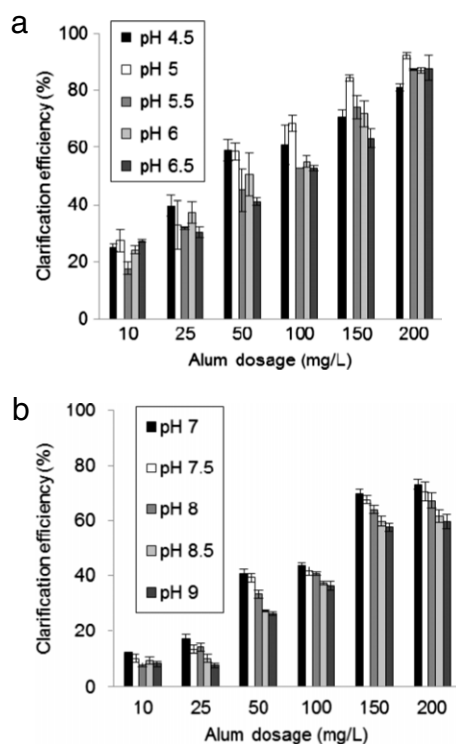 a
100
80
60
40
20
0
Clarification efficiency (%)
pH 4.5
pH 5
pH 5.5
pH 6
pH 6.5
10 25 50 100 150 200
Alum dosage (mg/L)
b
100
80
60
40
20
0
Clarification efficiency (%)
pH 7
pH 7.5
pH 8
pH 8.5
pH 9
10 25 50 100 150 200
Alum dosage (mg/L)